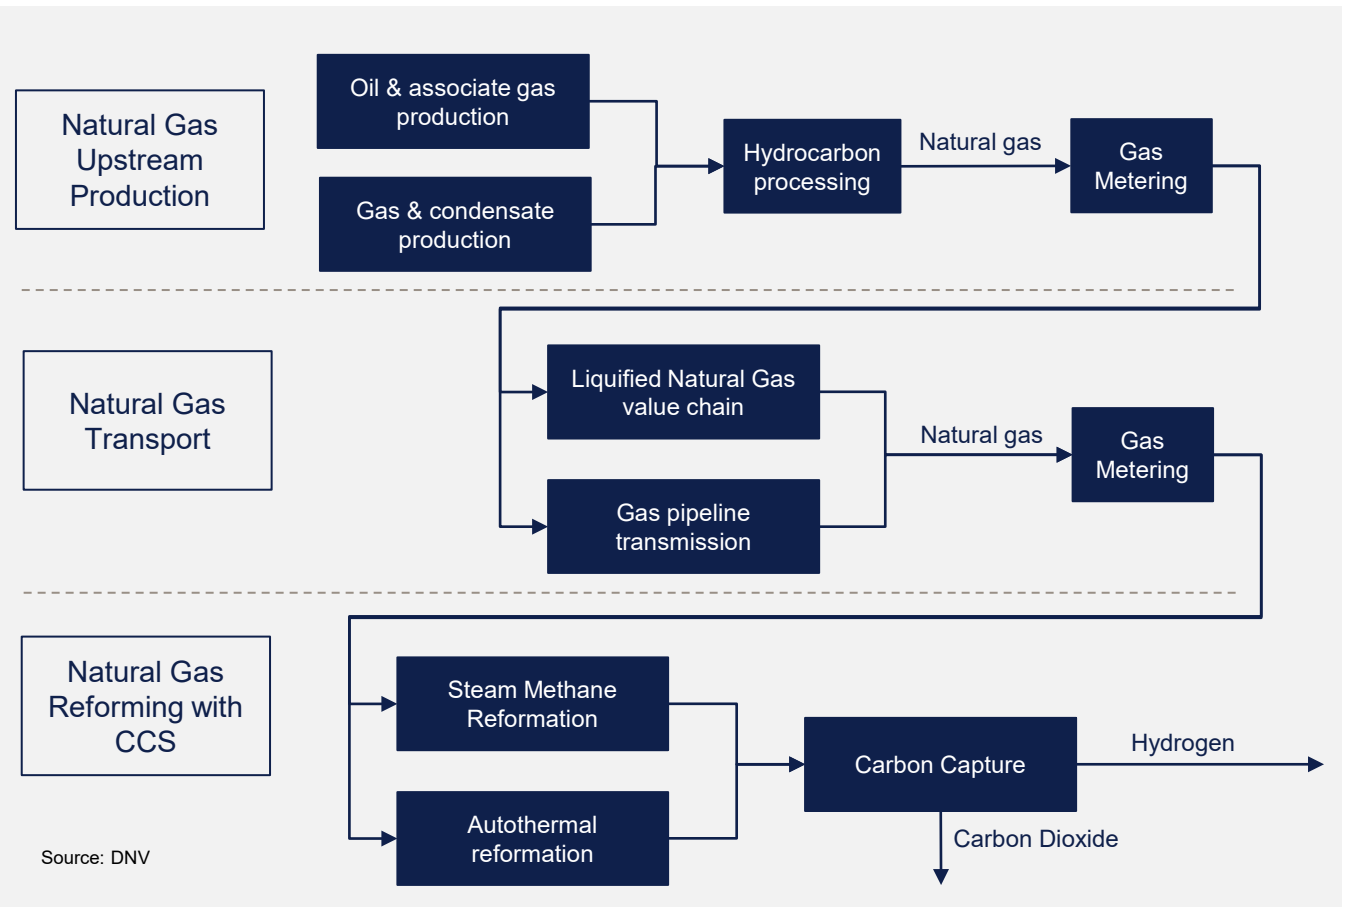 Natural Gas
Upstream
Production
Oil & associate gas
production
Gas & condensate
production
Hydrocarbon
processing
Natural gas
Gas
Metering
Natural Gas
Transport
Liquified Natural Gas
value chain
Gas pipeline
transmission
Natural gas
Gas
Metering
Natural Gas
Reforming with
CCS
Steam Methane
Reformation
Autothermal
reformation
Carbon Capture
Hydrogen
Carbon Dioxide
Source: DNV